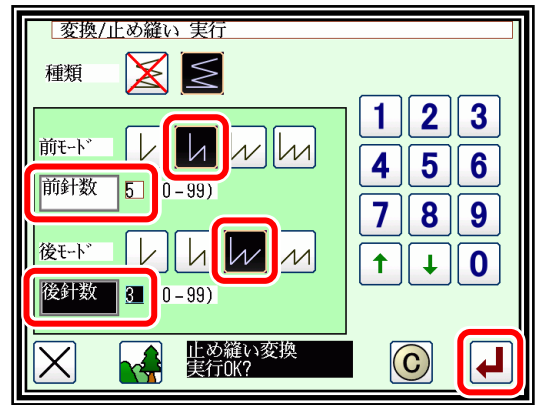 変換/止め縫い 実行
種類
前ﾓｰﾄﾞ
前針数 5 0-99)
後ﾓｰﾄﾞ
後針数 3 0-99)
1 2 3
4 5 6
7 8 9
↑ ↓ 0
止め縫い変換
実行OK?
C